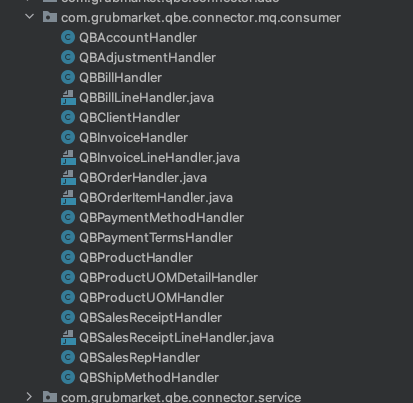 com.grubmarket.qbe.connector.mq.consumer
QBAccountHandler
QBAdjustmentHandler
QBBillHandler
QBBillLineHandler.java
QBClientHandler
QBInvoiceHandler
QBInvoiceLineHandler.java
QBOrderHandler.java
QBOrderItemHandler.java
QBPaymentMethodHandler
QBPaymentTermsHandler
QBProductHandler
QBProductUOMDetailHandler
QBProductUOMHandler
QBSalesReceiptHandler
QBSalesReceiptLineHandler.java
QBSalesRepHandler
QBShipMethodHandler
com.grubmarket.qbe.connector.service